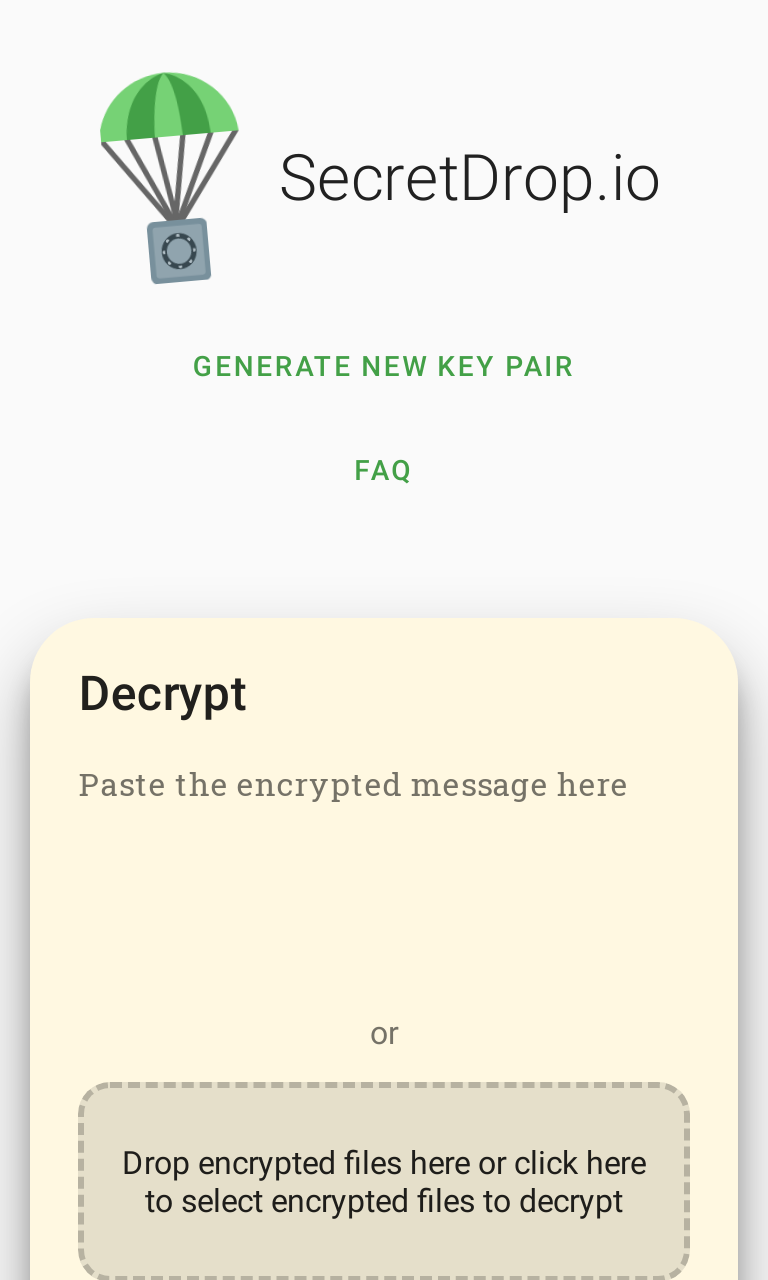 SecretDrop.io
GENERATE NEW KEY PAIR
FAQ
Decrypt
Paste the encrypted message here
or
Drop encrypted files here or click here
to select encrypted files to decrypt